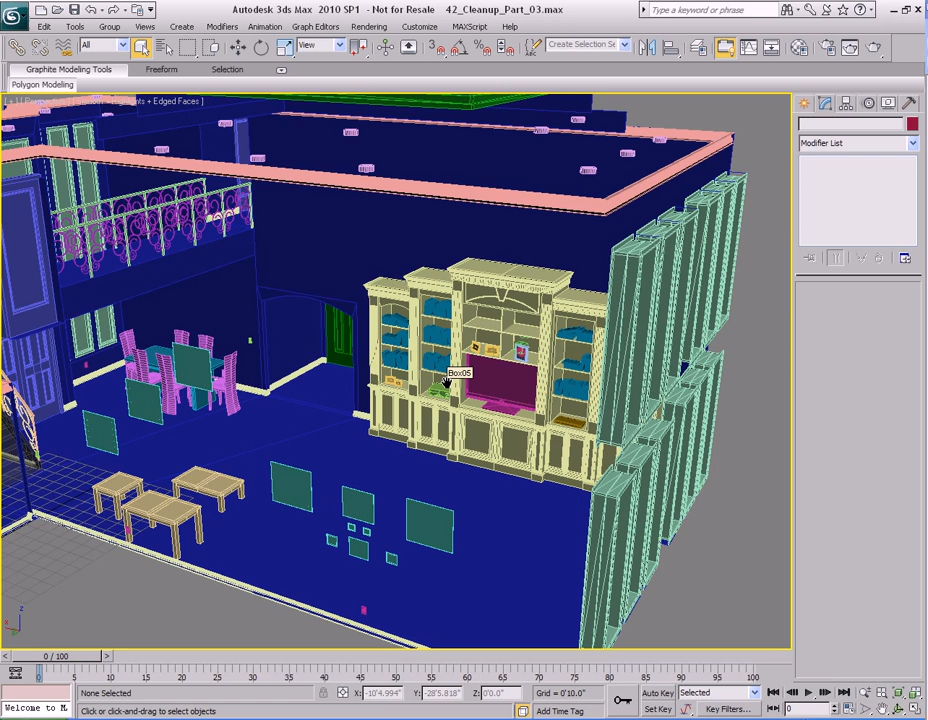 Autodesk 3ds Max 2010 SP1 - Not for Resale 42_Cleanup_Part_03.max
Type a keyword or phrase
Edit Tools Group Views Create Modifiers Animation Graph Editors Rendering Customize MAXScript Help
All View Create Selection Se
Graphite Modeling Tools Freeform Selection
Polygon Modeling
Highlights + Edged Faces ]
Modifier List
Box05
z
x
0 / 100
0 5 10 15 20 25 30 35 40 45 50 55 60 65 70 75 80 85 90 95 100
None Selected X: -10'4.994" Y: -28'5.818" Z: 0'0.0" Grid = 0'10.0" Auto Key Selected
Welcome to M Click or click-and-drag to select objects Add Time Tag Set Key Key Filters... 0